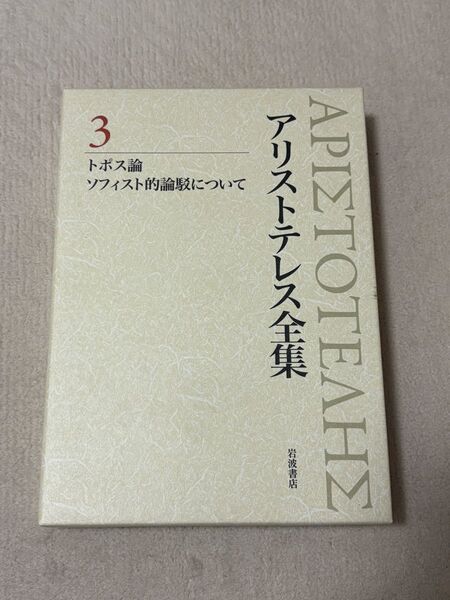 ΑΡΙΣΤΟΤΕΛΗΣ
アリストテレス全集
3
トポス論
ソフィスト的論駁について
岩波書店